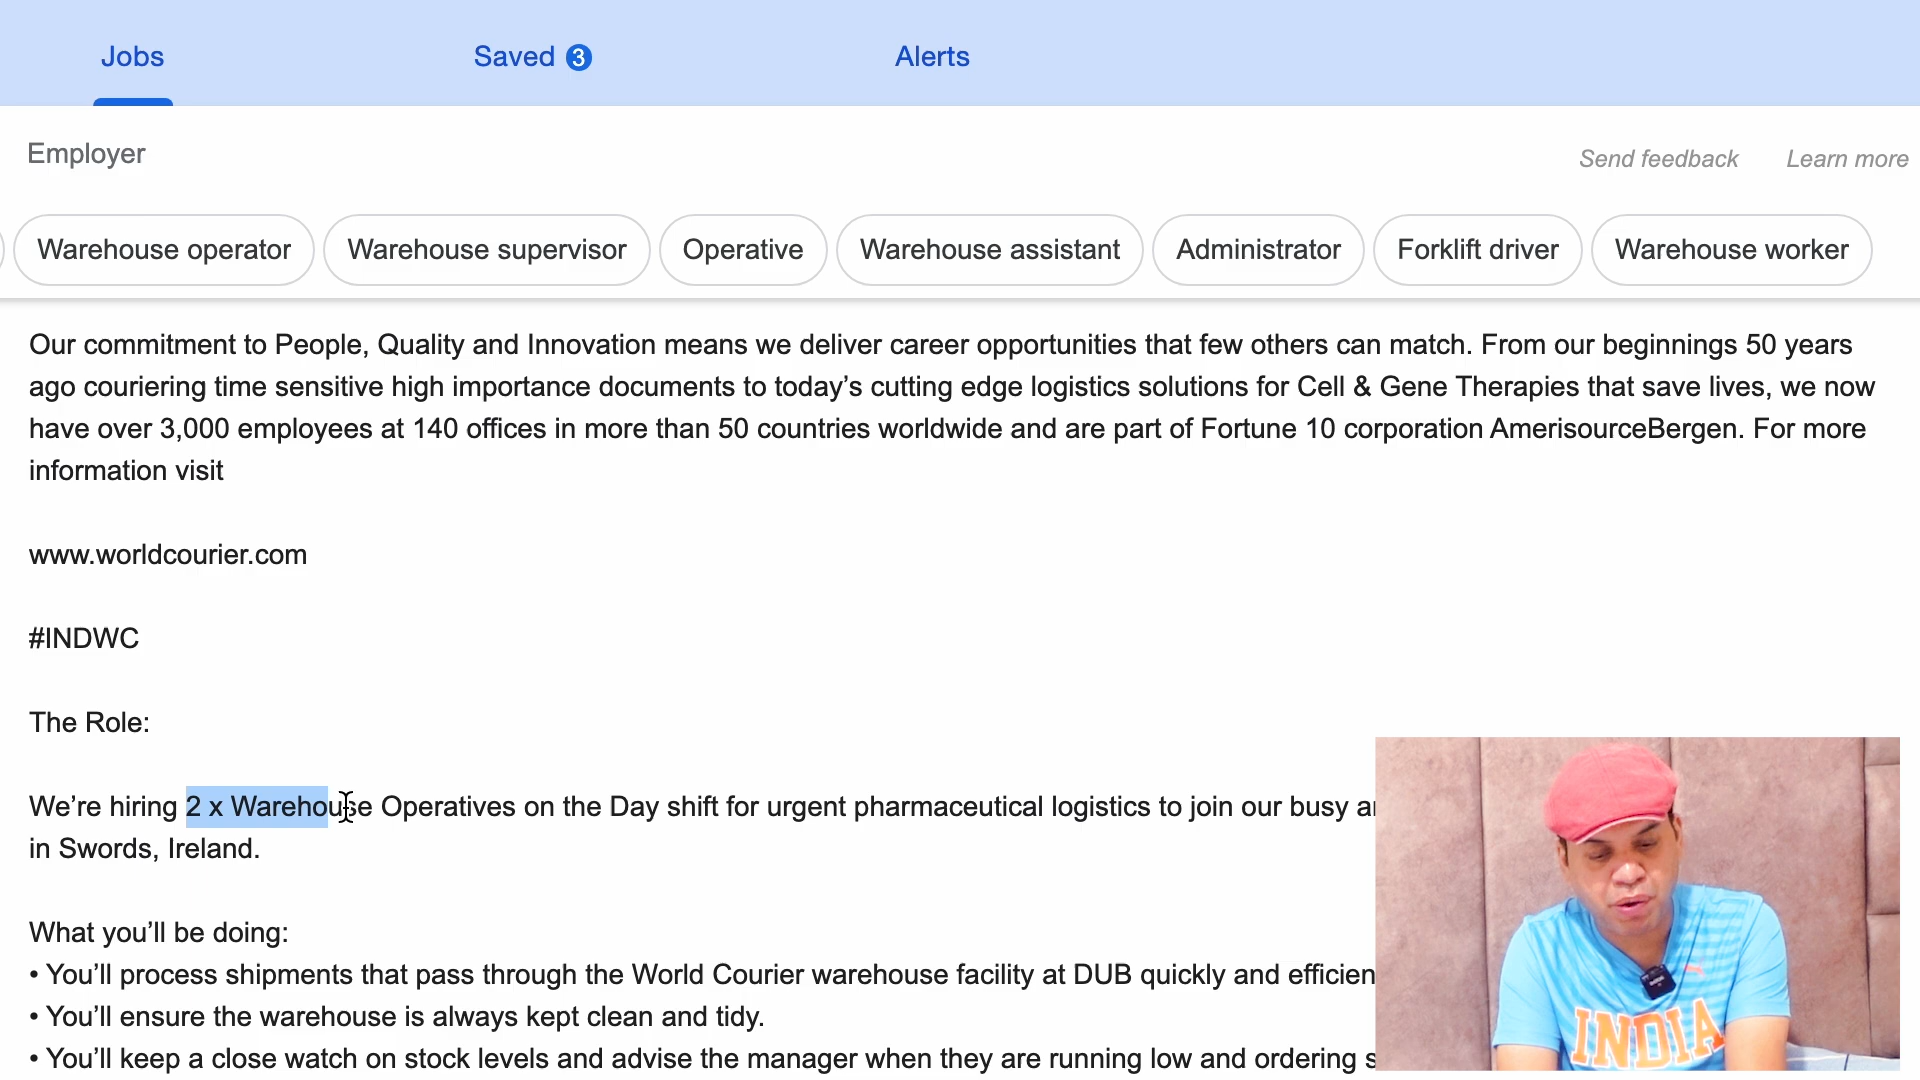 Jobs
Saved 3
Alerts
Employer
Send feedback
Learn more
Warehouse operator
Warehouse supervisor
Operative
Warehouse assistant
Administrator
Forklift driver
Warehouse worker
Our commitment to People, Quality and Innovation means we deliver career opportunities that few others can match. From our beginnings 50 years
ago couriering time sensitive high importance documents to today’s cutting edge logistics solutions for Cell & Gene Therapies that save lives, we now
have over 3,000 employees at 140 offices in more than 50 countries worldwide and are part of Fortune 10 corporation AmerisourceBergen. For more
information visit
www.worldcourier.com
#INDWC
The Role:
We’re hiring 2 x Warehouse Operatives on the Day shift for urgent pharmaceutical logistics to join our busy
in Swords, Ireland.
What you’ll be doing:
• You’ll process shipments that pass through the World Courier warehouse facility at DUB quickly and
• You’ll ensure the warehouse is always kept clean and tidy.
• You’ll keep a close watch on stock levels and advise the manager when they are running low and ordering
INDIA